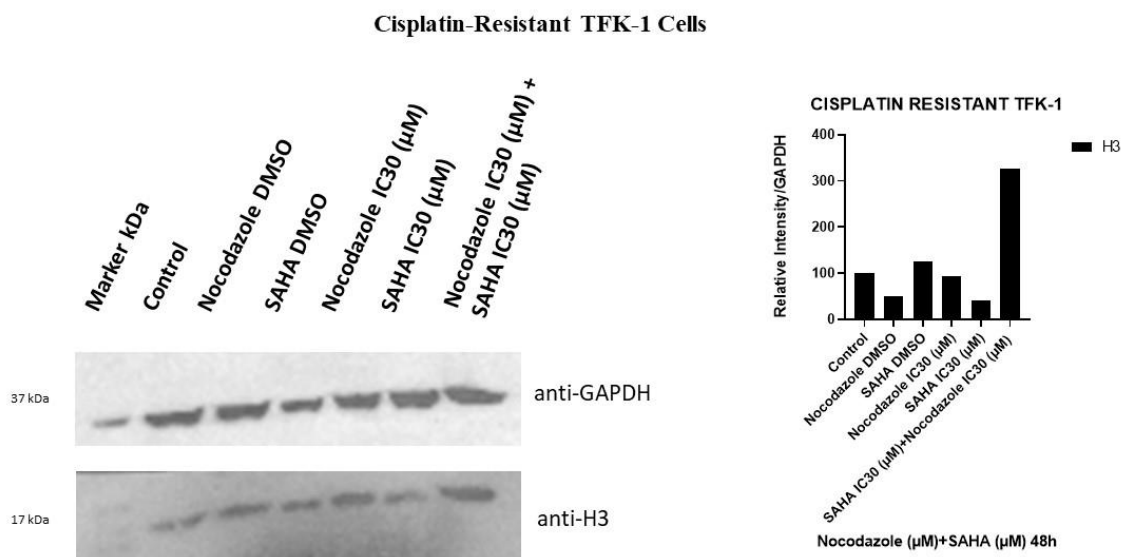 Cisplatin-Resistant TFK-1 Cells
Marker kDa
Control
Nocodazole DMSO
SAHA DMSO
Nocodazole IC30 (µM)
SAHA IC30 (µM)
Nocodazole IC30 (µM) +
SAHA IC30 (µM)
37 kDa
anti-GAPDH
17 kDa
anti-H3
CISPLATIN RESISTANT TFK-1
H3
Relative Intensity/GAPDH
400
300
200
100
0
Control
Nocodazole DMSO
SAHA DMSO
Nocodazole IC30 (µM)
SAHA IC30 (µM)
SAHA IC30 (µM)+Nocodazole IC30 (µM)
Nocodazole (µM)+SAHA (µM) 48h